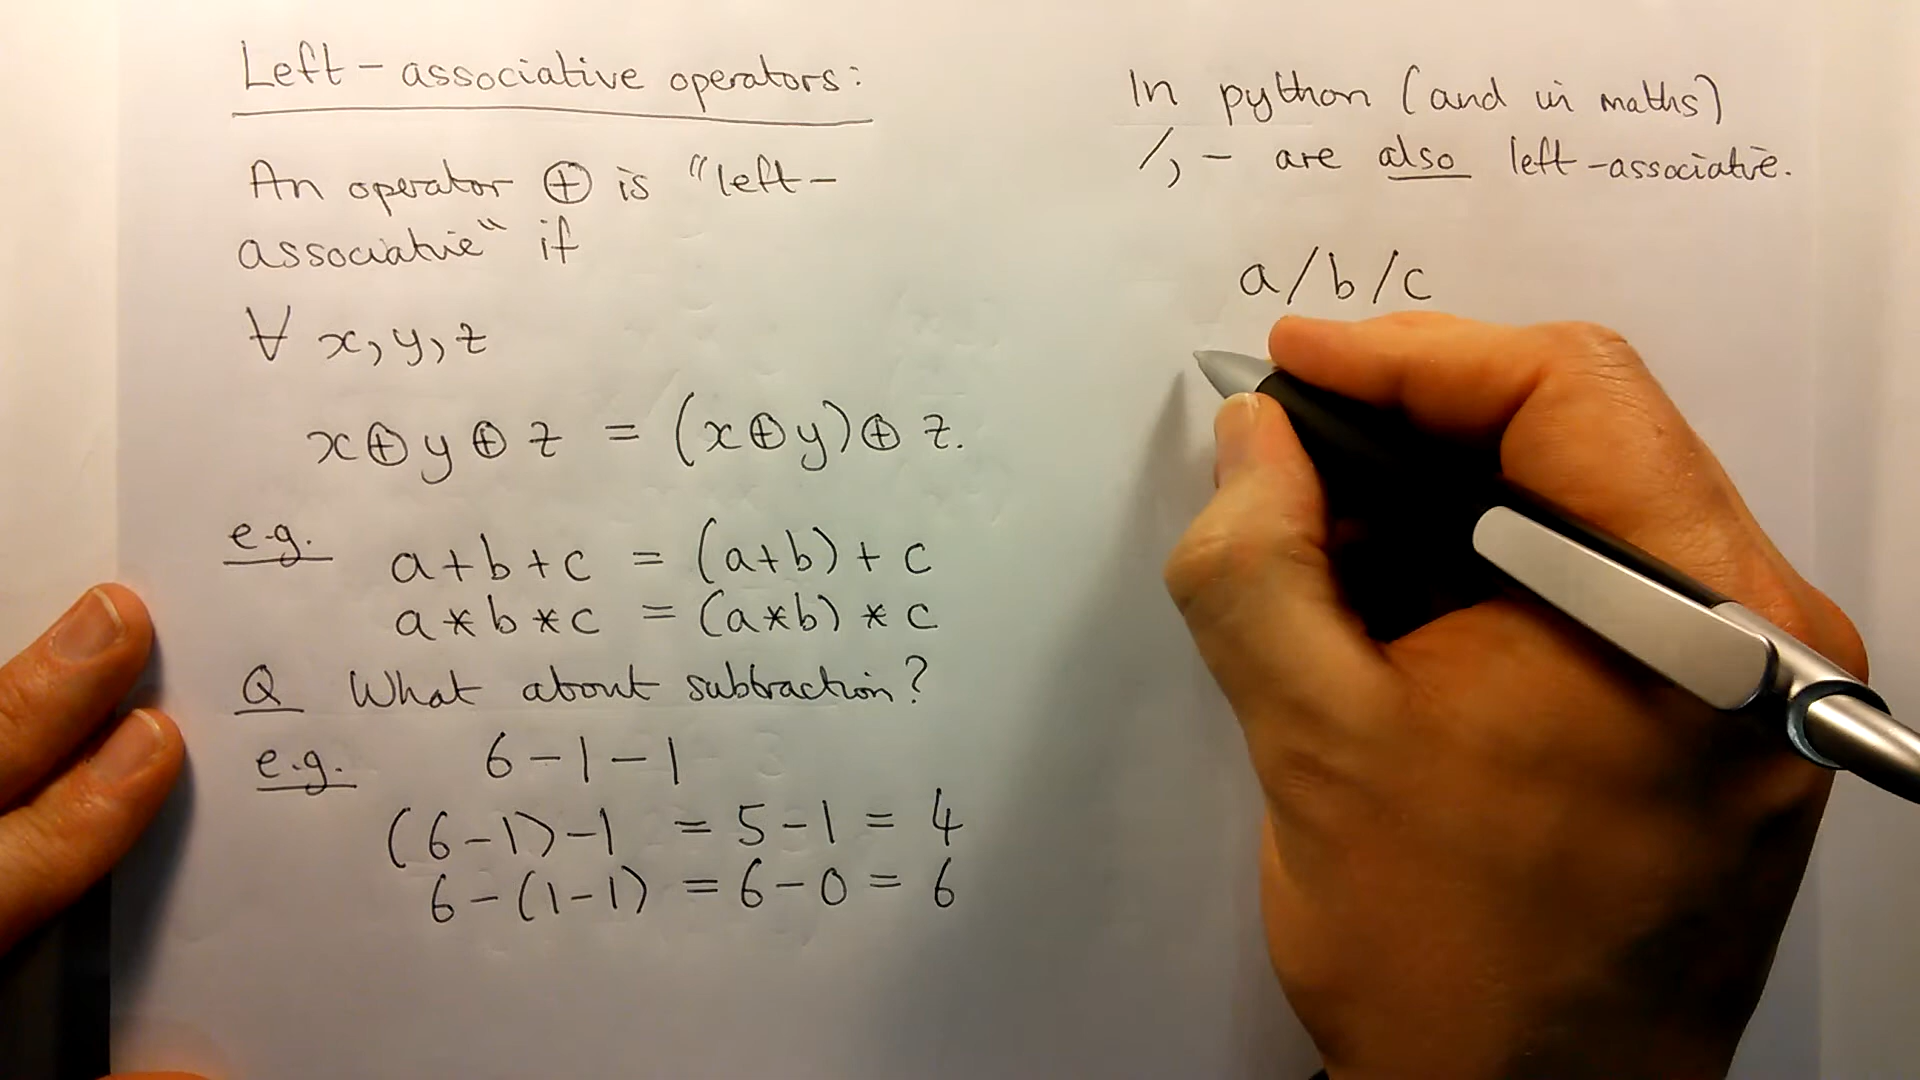 Left-associative operators:
An operator ⊕ is "left-
associative" if
∀ x, y, z
x⊕y⊕z = (x⊕y)⊕z.
e.g. a+b+c = (a+b)+c
a*b*c = (a*b)*c
Q What about subtraction?
e.g. 6-1-1
(6-1)-1 = 5-1 = 4
6-(1-1) = 6-0 = 6
In python (and in maths)
/, - are also left-associative.
a/b/c